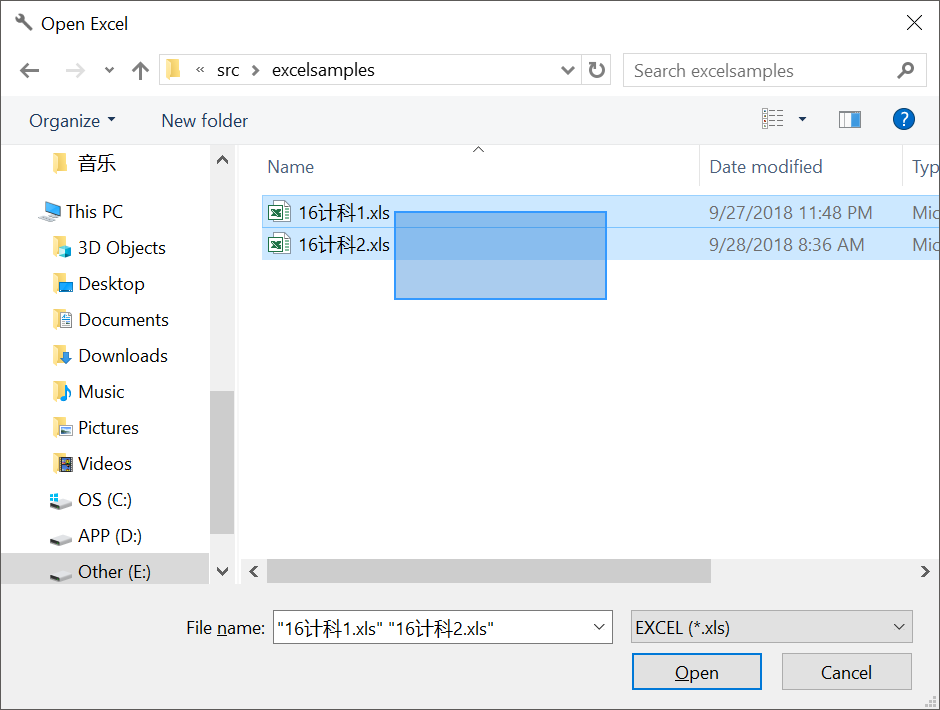 Open Excel
« src > excelsamples
Search excelsamples
Organize
New folder
?
音乐
This PC
3D Objects
Desktop
Documents
Downloads
Music
Pictures
Videos
OS (C:)
APP (D:)
Other (E:)
Name Date modified Typ
16计科1.xls 9/27/2018 11:48 PM Mic
16计科2.xls 9/28/2018 8:36 AM Mic
File name: "16计科1.xls" "16计科2.xls" EXCEL (*.xls)
Open Cancel